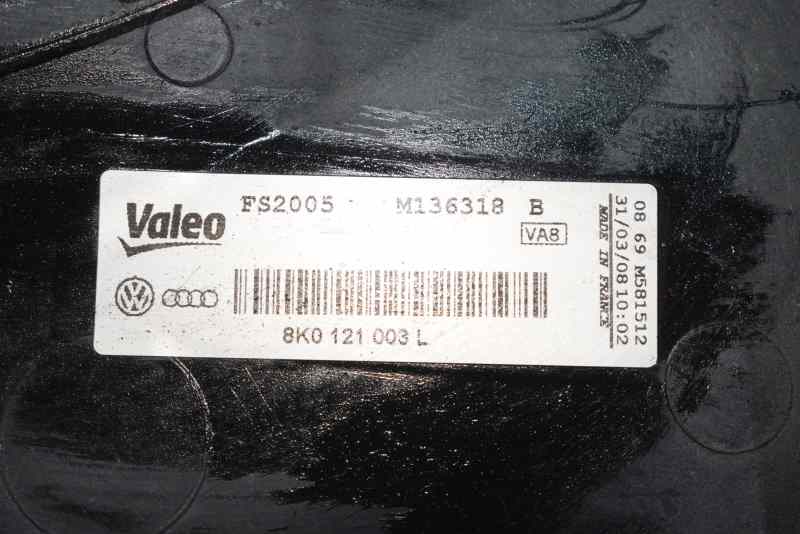 Valeo
FS2005 M136318 B
VA8
8K0 121 003 L
08 69 M581512
31/03/08 10:02
MADE IN FRANCE